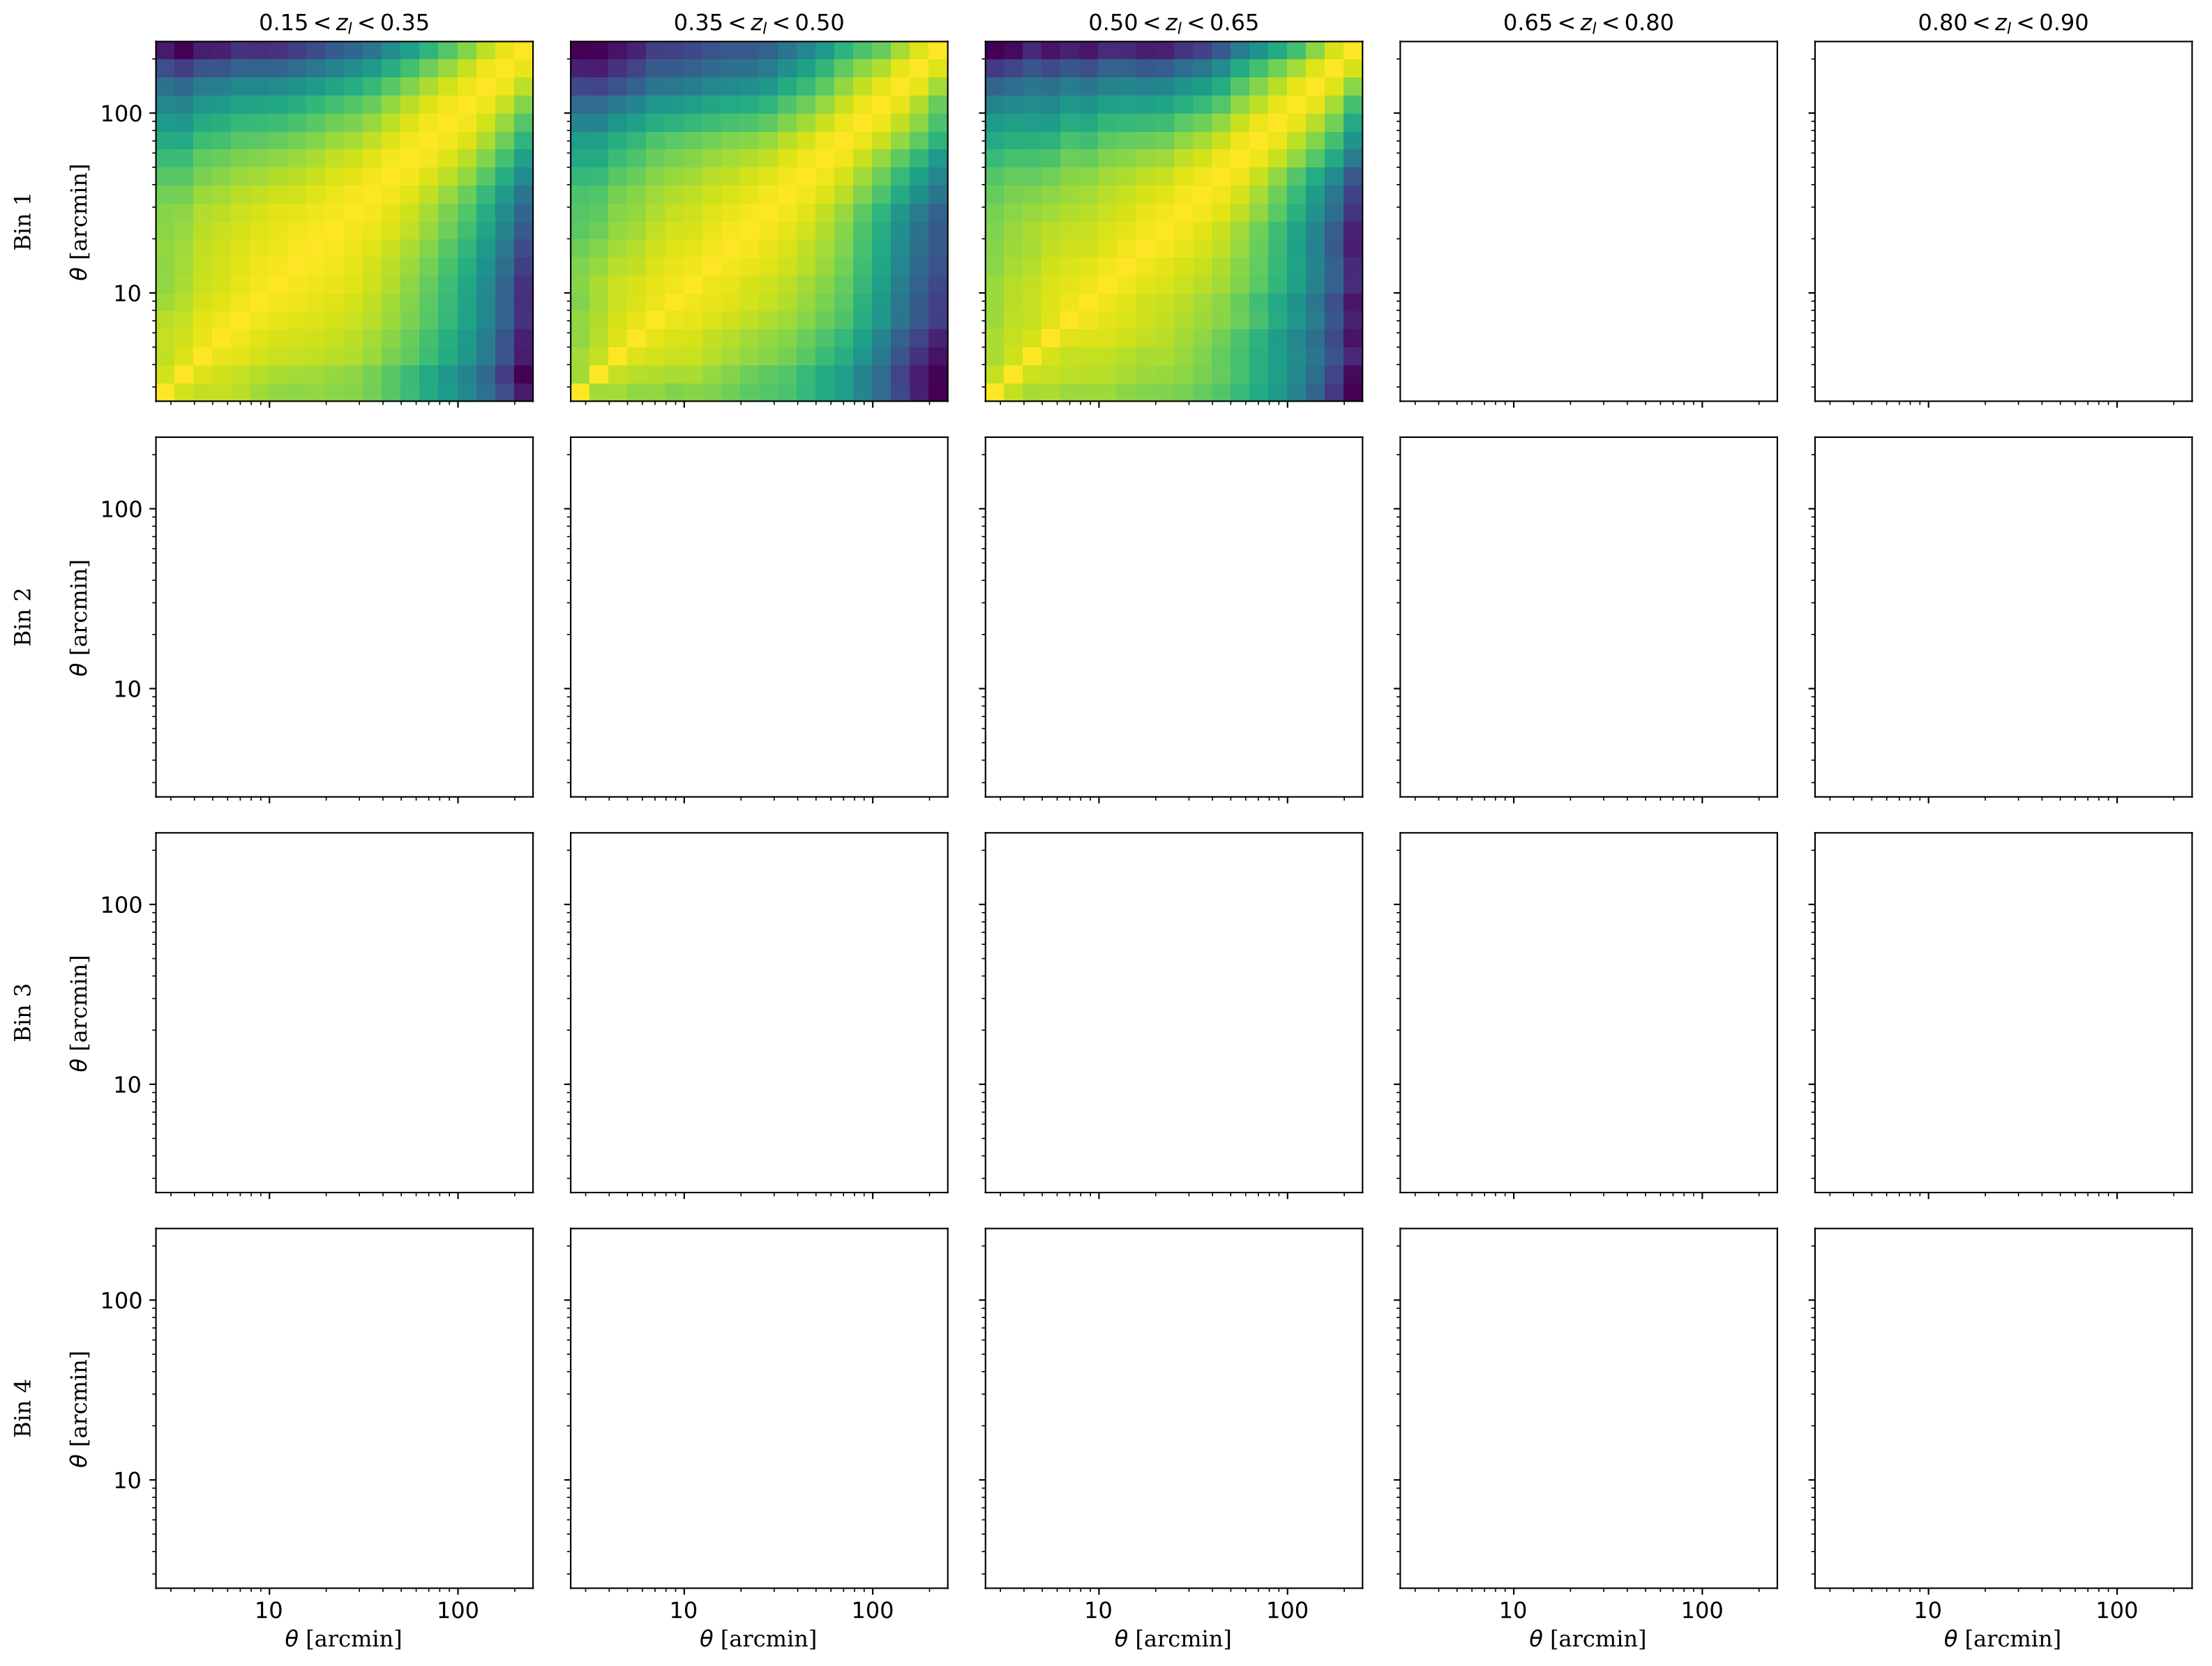 0.15 < z_l < 0.35
0.35 < z_l < 0.50
0.50 < z_l < 0.65
0.65 < z_l < 0.80
0.80 < z_l < 0.90
Bin 1
θ [arcmin]
100
10
Bin 2
θ [arcmin]
100
10
Bin 3
θ [arcmin]
100
10
Bin 4
θ [arcmin]
100
10
10 100
10 100
10 100
10 100
10 100
θ [arcmin]
θ [arcmin]
θ [arcmin]
θ [arcmin]
θ [arcmin]